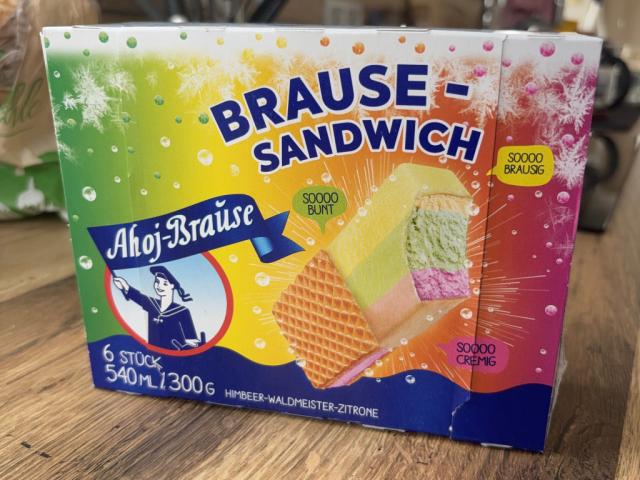 BRAUSE -
SANDWICH
SOOOO
BRAUSIG
SOOOO
BUNT
Ahoj-Brause
SOOOO
CREMIG
6 STÜCK
540 ML / 300 G
HIMBEER-WALDMEISTER-ZITRONE